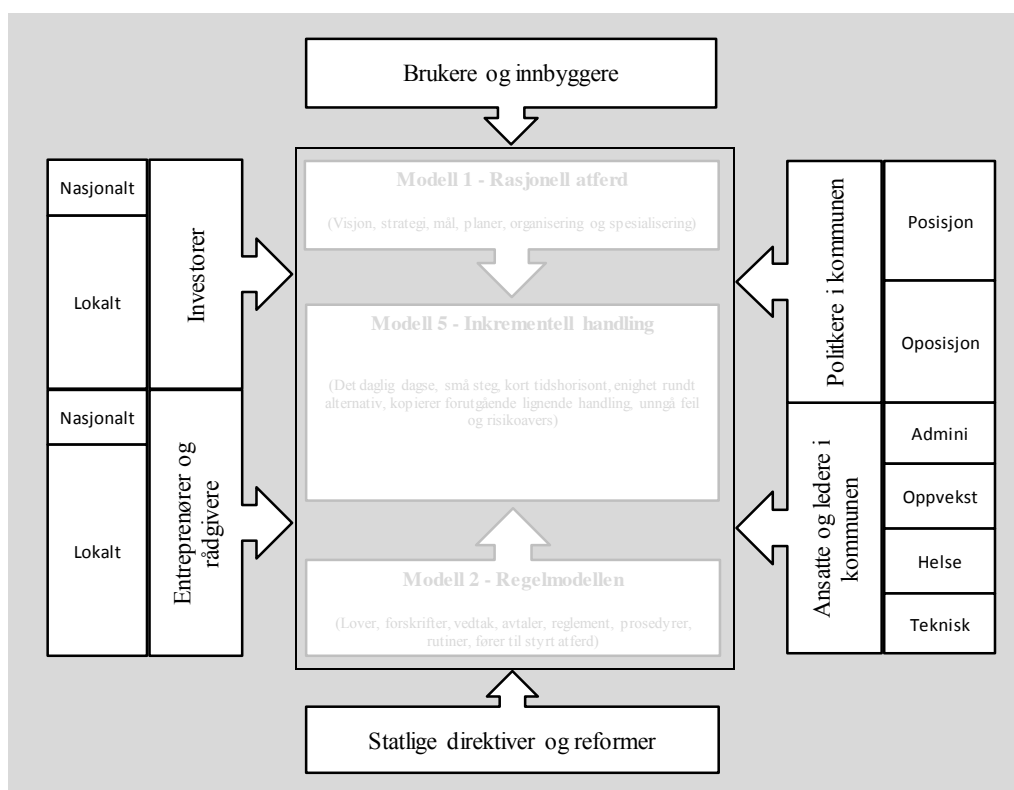 Brukere og innbyggere
Nasjonalt
Lokalt
Investorer
Nasjonalt
Lokalt
Entreprenører og
rådgivere
Modell 1 - Rasjonell atferd
(Visjon, strategi, mål, planer, organisering og spesialisering)
Modell 5 - Inkrementell handling
(Det daglig dagse, små steg, kort tidshorisont, enighet rundt
alternativ, kopierer forutgående lignende handling, unngå feil
og risikoavers)
Modell 2 - Regelmodellen
(Lover, forskrifter, vedtak, avtaler, reglement, prosedyrer,
rutiner, fører til styrt atferd)
Politkere i kommunen
Posisjon
Oposisjon
Ansatte og ledere i
kommunen
Admini
Oppvekst
Helse
Teknisk
Statlige direktiver og reformer